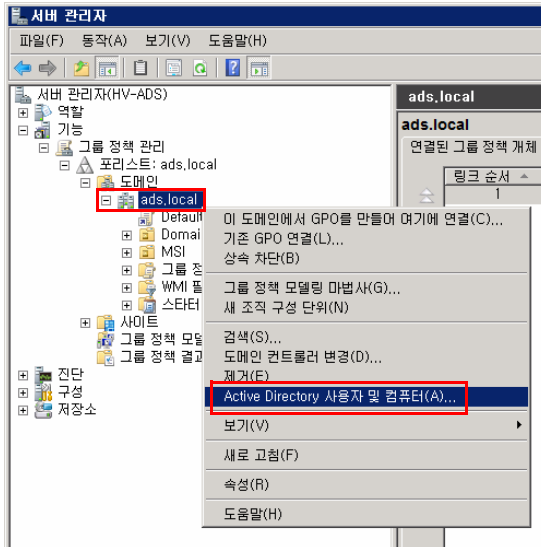 서버 관리자
파일(F) 동작(A) 보기(V) 도움말(H)
서버 관리자(HV-ADS)
역할
기능
그룹 정책 관리
포리스트: ads.local
도메인
ads.local
Default
Domai
MSI
그룹 정
WMI 필
스타터
사이트
그룹 정책 모델
그룹 정책 결과
진단
구성
저장소
ads.local
ads.local
연결된 그룹 정책 개체
링크 순서
1
이 도메인에서 GPO를 만들어 여기에 연결(C)...
기존 GPO 연결(L)...
상속 차단(B)
그룹 정책 모델링 마법사(G)...
새 조직 구성 단위(N)
검색(S)...
도메인 컨트롤러 변경(D)...
제거(E)
Active Directory 사용자 및 컴퓨터(A)...
보기(V)
새로 고침(F)
속성(R)
도움말(H)